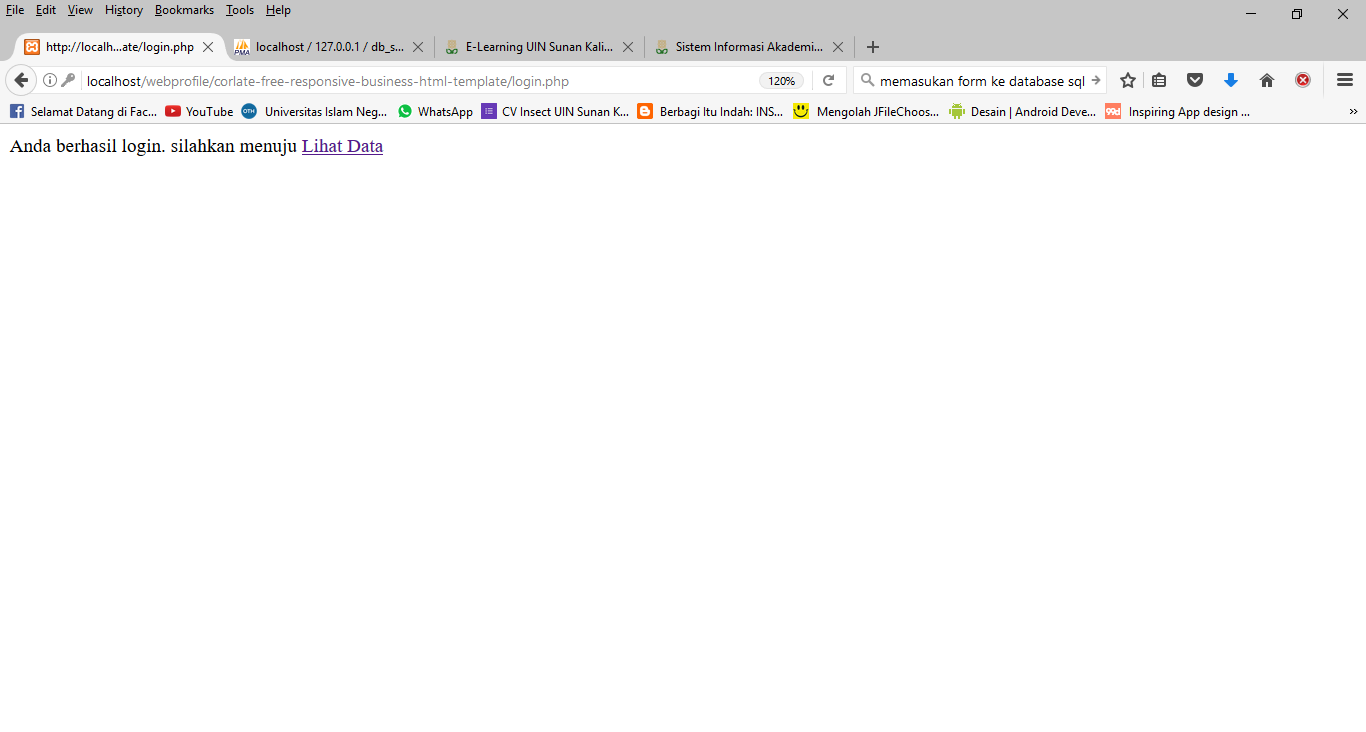 File Edit View History Bookmarks Tools Help
http://localh...ate/login.php localhost / 127.0.0.1 / db_s... E-Learning UIN Sunan Kali... Sistem Informasi Akademi...
localhost/webprofile/corlate-free-responsive-business-html-template/login.php 120% memasukan form ke database sql
Selamat Datang di Fac... YouTube Universitas Islam Neg... WhatsApp CV Insect UIN Sunan K... Berbagi Itu Indah: INS... Mengolah JFileChoos... Desain | Android Deve... Inspiring App design ...
Anda berhasil login. silahkan menuju Lihat Data